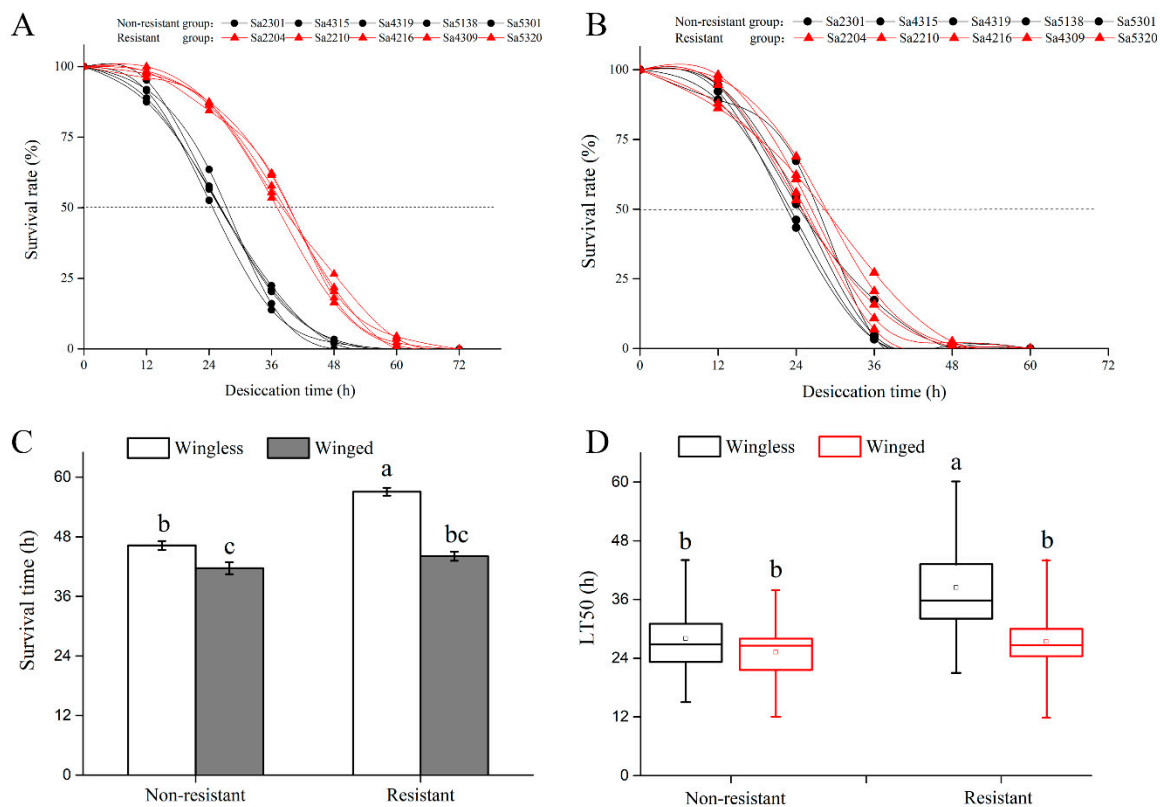 A
Non-resistant group： Sa2301 Sa4315 Sa4319 Sa5138 Sa5301
Resistant group： Sa2204 Sa2210 Sa4216 Sa4309 Sa5320
100
75
50
25
0
Survival rate (%)
0 12 24 36 48 60 72
Desiccation time (h)
B
Non-resistant group： Sa2301 Sa4315 Sa4319 Sa5138 Sa5301
Resistant group： Sa2204 Sa2210 Sa4216 Sa4309 Sa5320
100
75
50
25
0
Survival rate (%)
0 12 24 36 48 60 72
Desiccation time (h)
C
Wingless Winged
60
48
36
24
12
0
Survival time (h)
b
c
a
bc
Non-resistant Resistant
D
Wingless Winged
60
48
36
24
12
0
LT50 (h)
b
b
a
b
Non-resistant Resistant